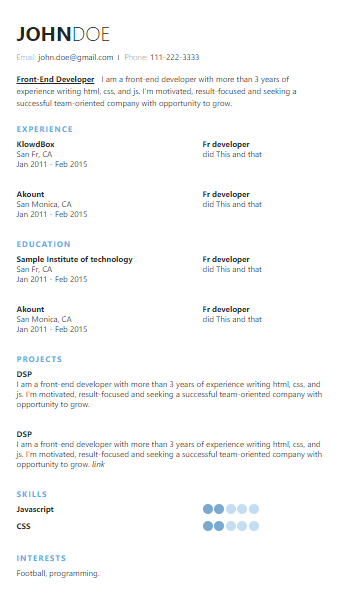 JOHNDOE
Email: john.doe@gmail.com | Phone: 111-222-3333
Front-End Developer I am a front-end developer with more than 3 years of
experience writing html, css, and js. I'm motivated, result-focused and seeking a
successful team-oriented company with opportunity to grow.
EXPERIENCE
KlowdBox Fr developer
San Fr, CA did This and that
Jan 2011 - Feb 2015
Akount Fr developer
San Monica, CA did This and that
Jan 2011 - Feb 2015
EDUCATION
Sample Institute of technology Fr developer
San Fr, CA did This and that
Jan 2011 - Feb 2015
Akount Fr developer
San Monica, CA did This and that
Jan 2011 - Feb 2015
PROJECTS
DSP
I am a front-end developer with more than 3 years of experience writing html, css, and
js. I'm motivated, result-focused and seeking a successful team-oriented company with
opportunity to grow.
DSP
I am a front-end developer with more than 3 years of experience writing html, css, and
js. I'm motivated, result-focused and seeking a successful team-oriented company with
opportunity to grow. link
SKILLS
Javascript
CSS
INTERESTS
Football, programming.